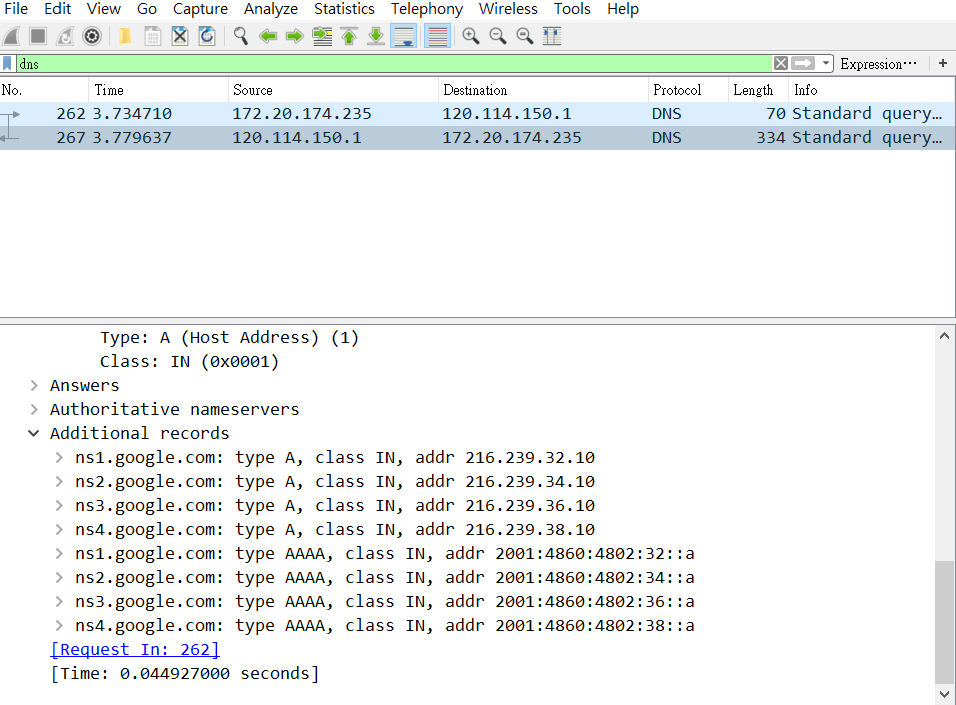 File Edit View Go Capture Analyze Statistics Telephony Wireless Tools Help
dns Expression… +
No. Time Source Destination Protocol Length Info
262 3.734710 172.20.174.235 120.114.150.1 DNS 70 Standard query…
267 3.779637 120.114.150.1 172.20.174.235 DNS 334 Standard query…
Type: A (Host Address) (1)
Class: IN (0x0001)
Answers
Authoritative nameservers
Additional records
ns1.google.com: type A, class IN, addr 216.239.32.10
ns2.google.com: type A, class IN, addr 216.239.34.10
ns3.google.com: type A, class IN, addr 216.239.36.10
ns4.google.com: type A, class IN, addr 216.239.38.10
ns1.google.com: type AAAA, class IN, addr 2001:4860:4802:32::a
ns2.google.com: type AAAA, class IN, addr 2001:4860:4802:34::a
ns3.google.com: type AAAA, class IN, addr 2001:4860:4802:36::a
ns4.google.com: type AAAA, class IN, addr 2001:4860:4802:38::a
[Request In: 262]
[Time: 0.044927000 seconds]